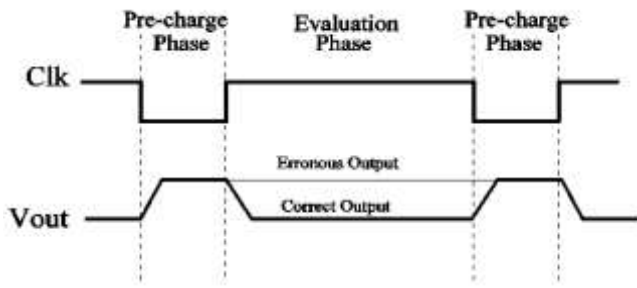 Pre-charge Phase
Evaluation Phase
Pre-charge Phase
Clk
Erronous Output
Correct Output
Vout